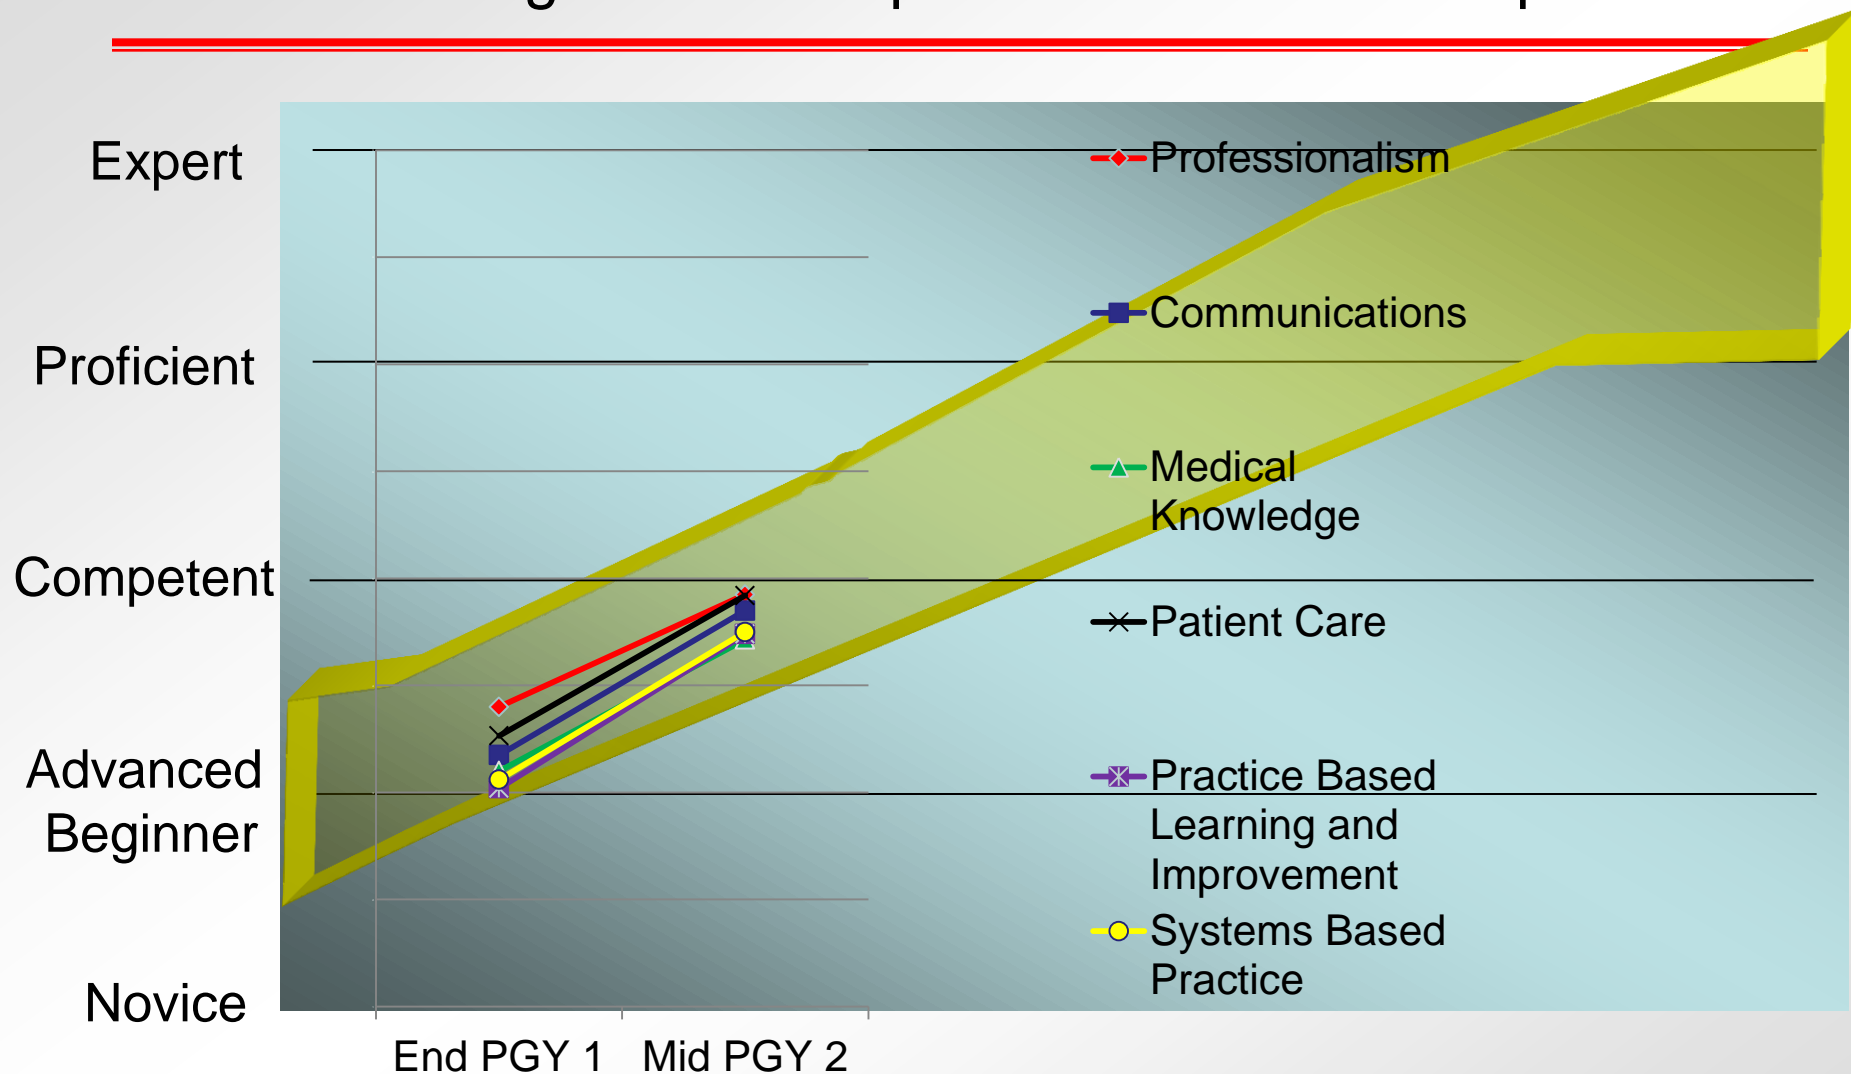 Expert
Proficient
Competent
Advanced
Beginner
Novice
Professionalism
Communications
Medical
Knowledge
Patient Care
Practice Based
Learning and
Improvement
Systems Based
Practice
End PGY 1
Mid PGY 2